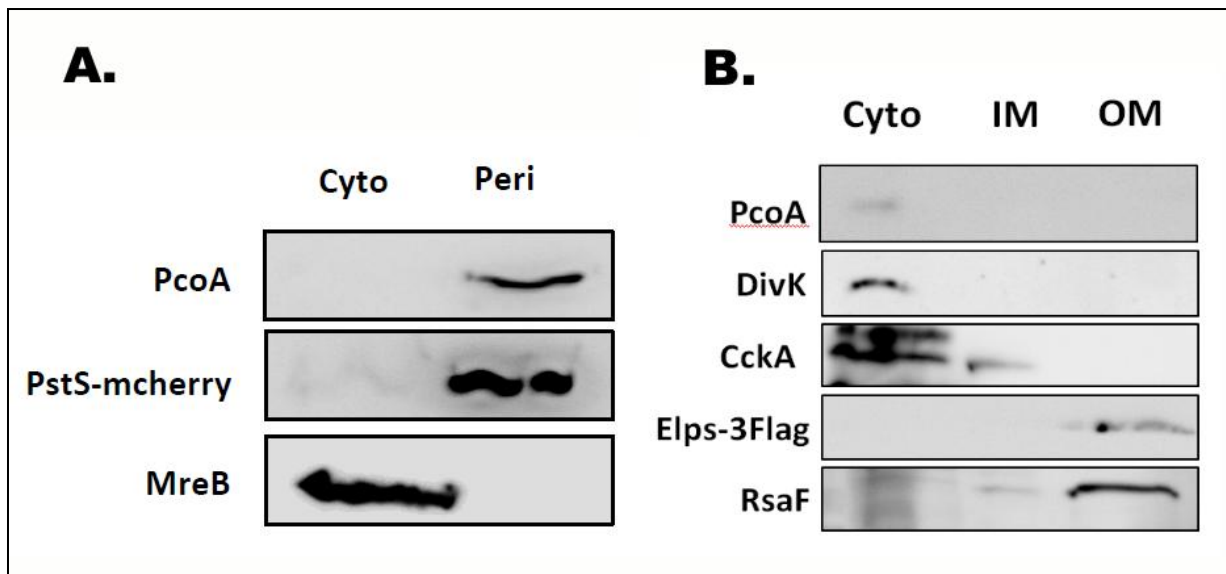 A.
Cyto Peri
PcoA
PstS-mcherry
MreB
B.
Cyto IM OM
PcoA
DivK
CckA
Elps-3Flag
RsaF